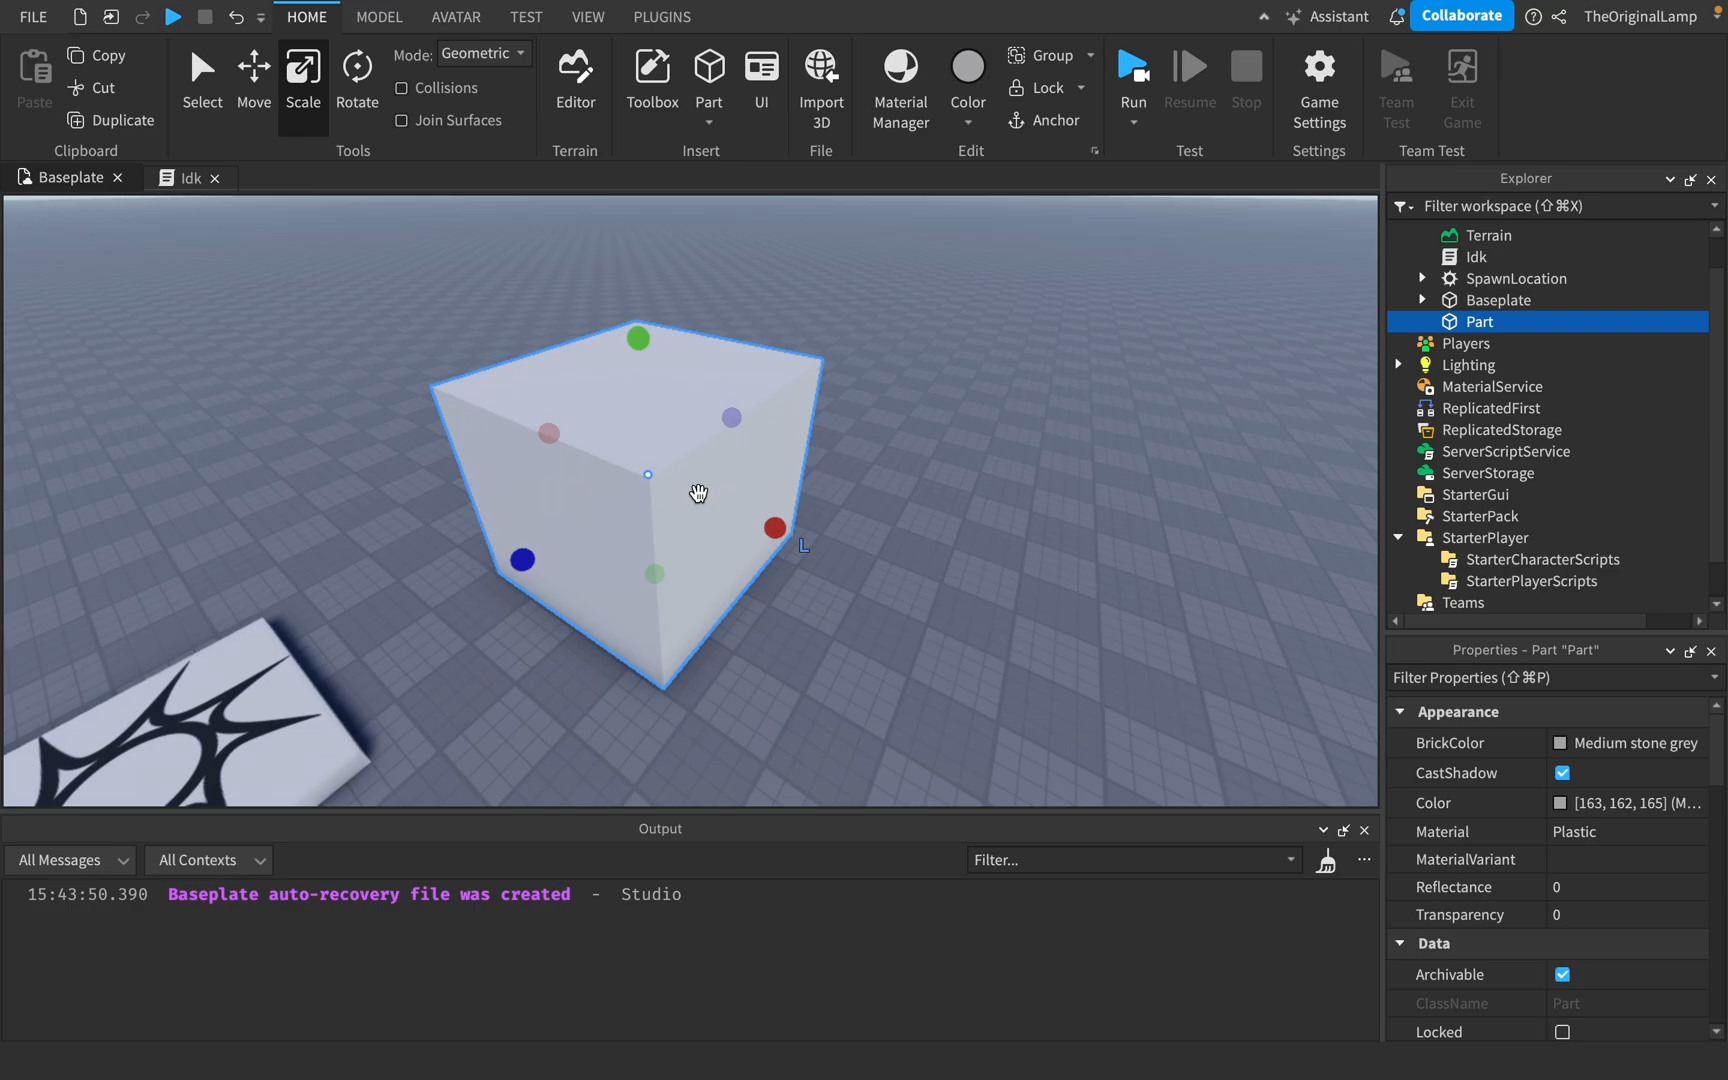 FILE HOME MODEL AVATAR TEST VIEW PLUGINS Assistant Collaborate TheOriginalLamp
Paste Copy Cut Duplicate
Clipboard
Select Move Scale Rotate
Mode: Geometric
Collisions
Join Surfaces
Tools
Editor
Terrain
Toolbox Part UI
Insert
Import
3D
File
Material
Manager
Color
Group
Lock
Anchor
Edit
Run Resume Stop
Test
Game
Settings
Settings
Team
Test
Exit
Game
Team Test
Baseplate Idk
L
Explorer
Filter workspace (⇧⌘X)
Terrain
Idk
SpawnLocation
Baseplate
Part
Players
Lighting
MaterialService
ReplicatedFirst
ReplicatedStorage
ServerScriptService
ServerStorage
StarterGui
StarterPack
StarterPlayer
StarterCharacterScripts
StarterPlayerScripts
Teams
Properties - Part "Part"
Filter Properties (⇧⌘P)
Appearance
BrickColor Medium stone grey
CastShadow
Color [163, 162, 165] (M...
Material Plastic
MaterialVariant
Reflectance 0
Transparency 0
Data
Archivable
ClassName Part
Locked
Output
All Messages All Contexts Filter...
15:43:50.390 Baseplate auto-recovery file was created - Studio